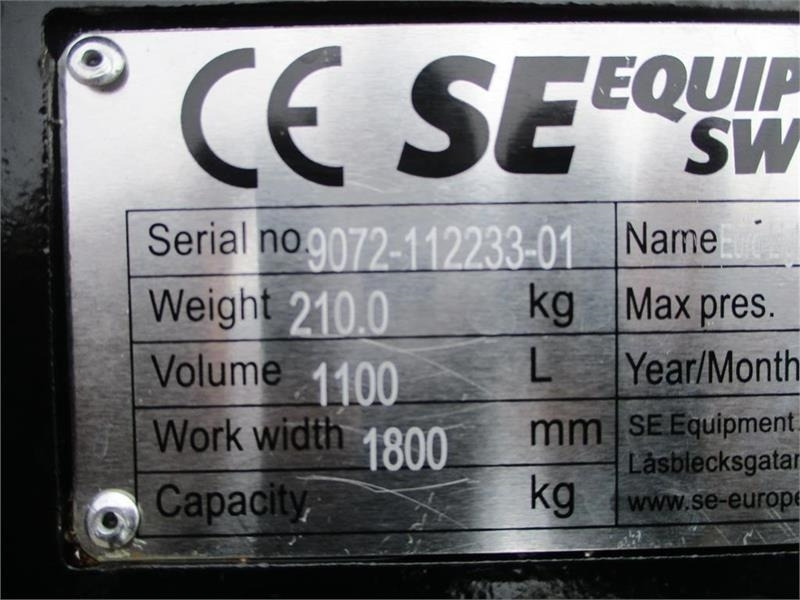 CE SE EQUIP
SW
Serial no. 9072-112233-01 Name
Weight 210.0 kg Max pres.
Volume 1100 L Year/Month
Work width 1800 mm SE Equipment
Låsblecksgatan
Capacity kg www.se-europe